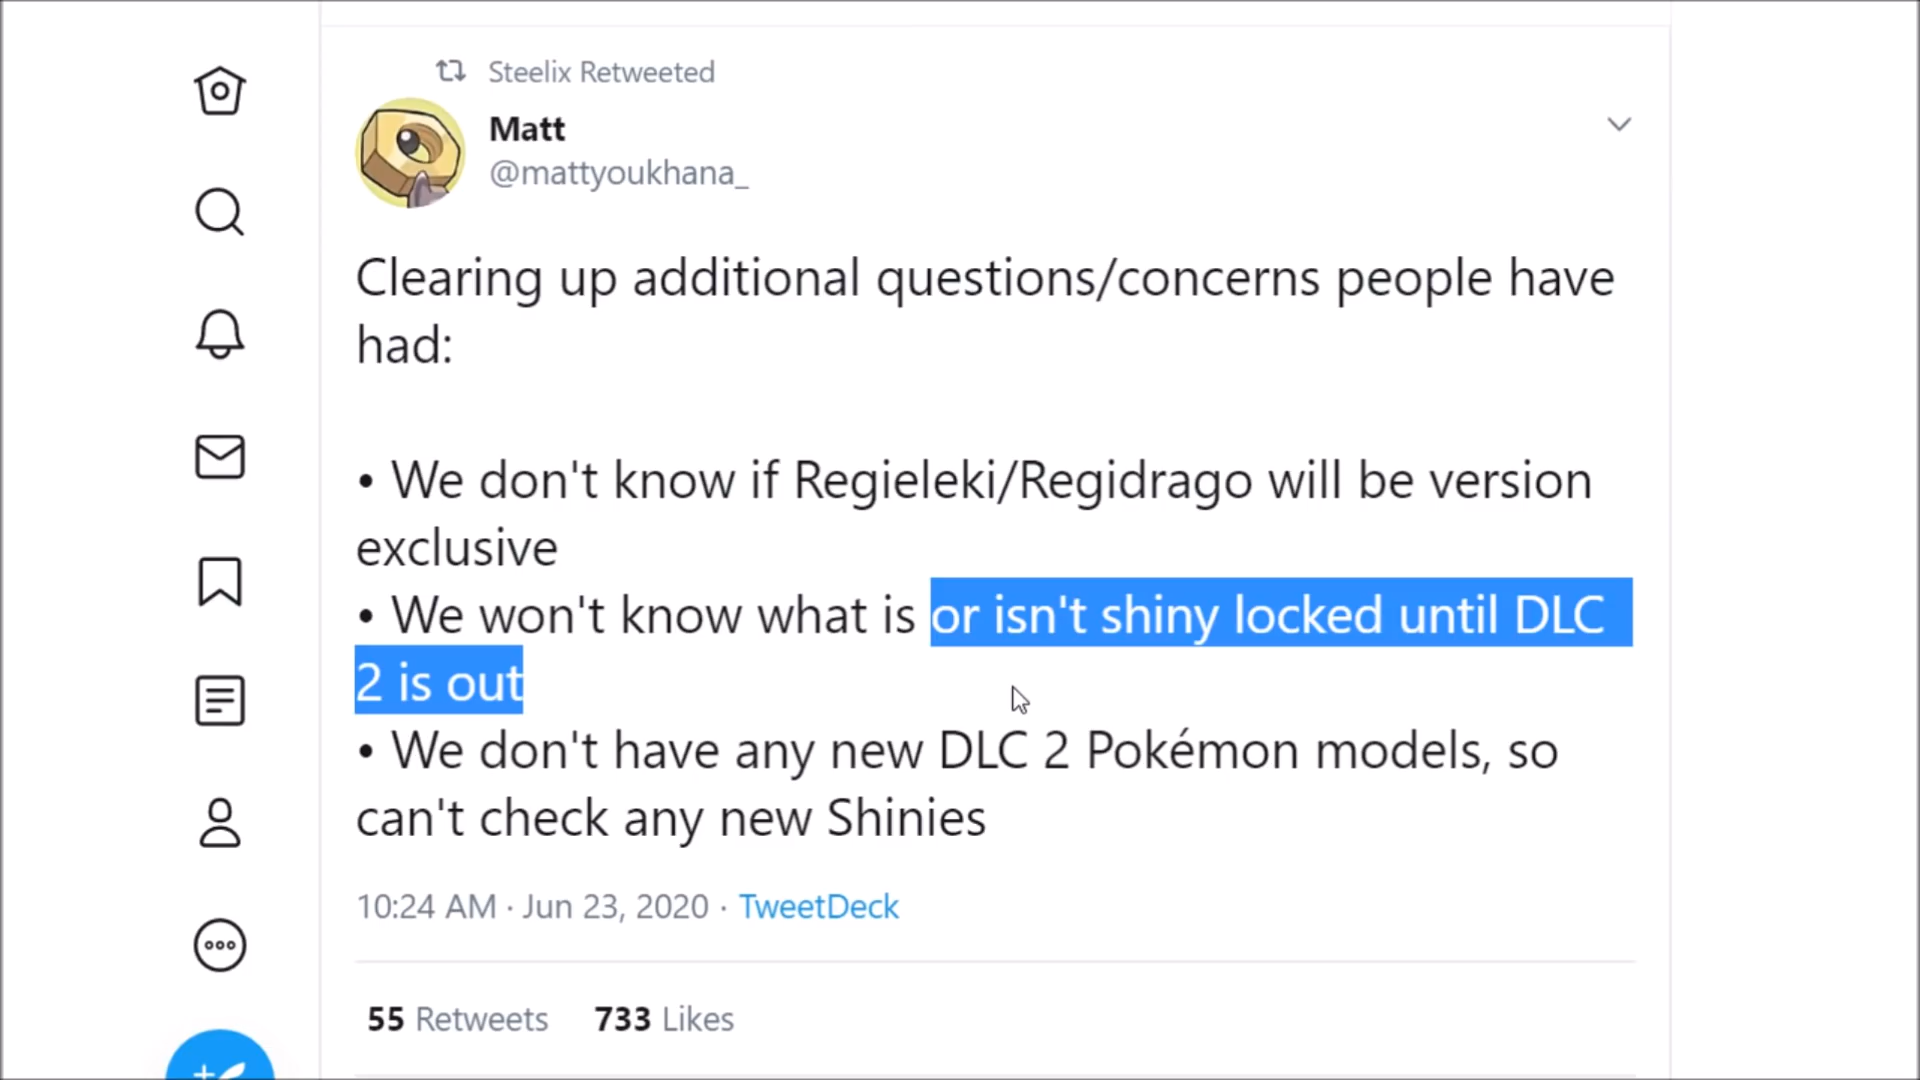 Steelix Retweeted
Matt
@mattyoukhana_
Clearing up additional questions/concerns people have
had:
• We don't know if Regieleki/Regidrago will be version
exclusive
• We won't know what is or isn't shiny locked until DLC
2 is out
• We don't have any new DLC 2 Pokémon models, so
can't check any new Shinies
10:24 AM · Jun 23, 2020 · TweetDeck
55 Retweets 733 Likes